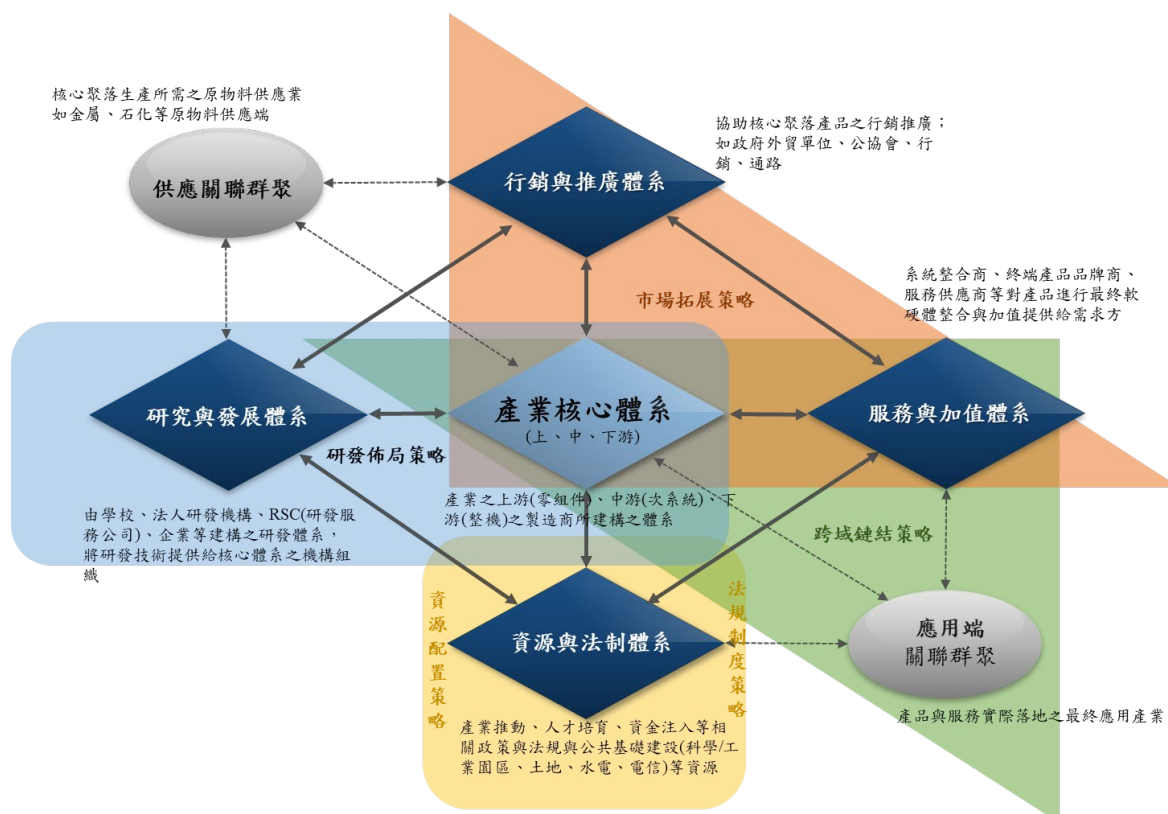 核心聚落生產所需之原物料供應業
如金屬、石化等原物料供應端
供應關聯群聚
行銷與推廣體系
協助核心聚落產品之行銷推廣；
如政府外貿單位、公協會、行
銷、通路
市場拓展策略
系統整合商、終端產品品牌商、
服務供應商等對產品進行最終軟
硬體整合與加值提供給需求方
研究與發展體系
產業核心體系
(上、中、下游)
服務與加值體系
研發佈局策略
由學校、法人研發機構、RSC(研發服
務公司)、企業等建構之研發體系，
將研發技術提供給核心體系之機構組
織
產業之上游(零組件)、中游(次系統)、下
游(整機)之製造商所建構之體系
跨域鏈結策略
資源配置策略
資源與法制體系
法規制度策略
應用端
關聯群聚
產業推動、人才培育、資金注入等相
關政策與法規與公共基礎建設(科學/工
業園區、土地、水電、電信)等資源
產品與服務實際落地之最終應用產業